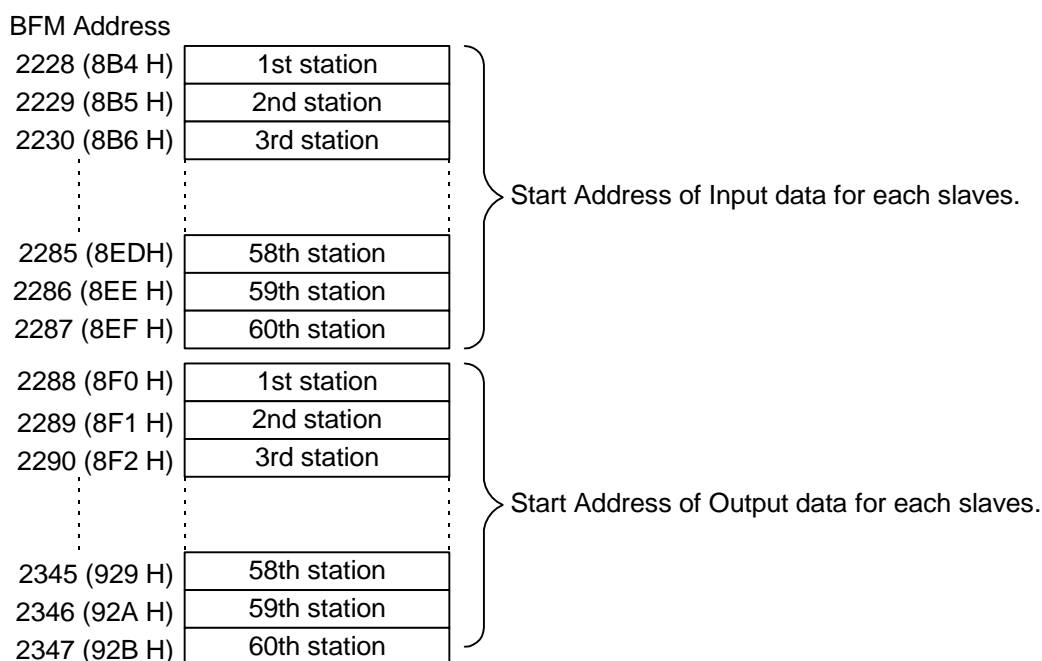 BFM Address
2228 (8B4 H) 1st station
2229 (8B5 H) 2nd station
2230 (8B6 H) 3rd station
Start Address of Input data for each slaves.
2285 (8EDH) 58th station
2286 (8EE H) 59th station
2287 (8EF H) 60th station
2288 (8F0 H) 1st station
2289 (8F1 H) 2nd station
2290 (8F2 H) 3rd station
Start Address of Output data for each slaves.
2345 (929 H) 58th station
2346 (92A H) 59th station
2347 (92B H) 60th station